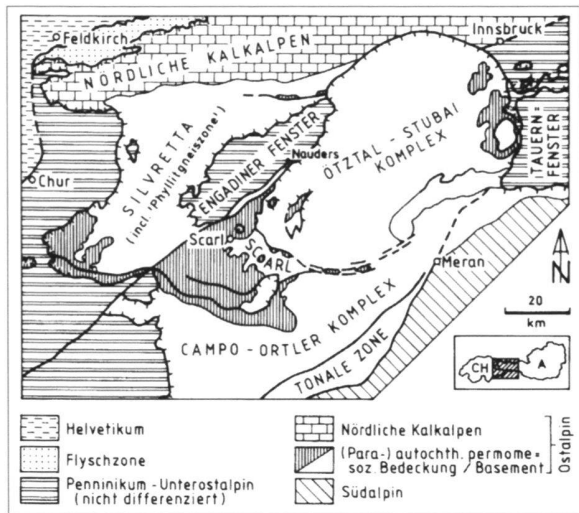 Feldkirch
NÖRDLICHE KALKALPEN
Innsbruck
SILVRETTA
(incl. 'Phyllitgneiszone')
ENGADINER FENSTER
Nauders
ÖTZTAL - STUBAI
KOMPLEX
TAUERN=
FENSTER
Chur
Scarl
SCARL
Meran
N
20
km
CAMPO - ORTLER KOMPLEX
TONALE ZONE
CH
A
Helvetikum
Flyschzone
Penninikum - Unterostalpin
(nicht differenziert)
Nördliche Kalkalpen
(Para-) autochth. permome=
soz. Bedeckung / Basement
Südalpin
Ostalpin